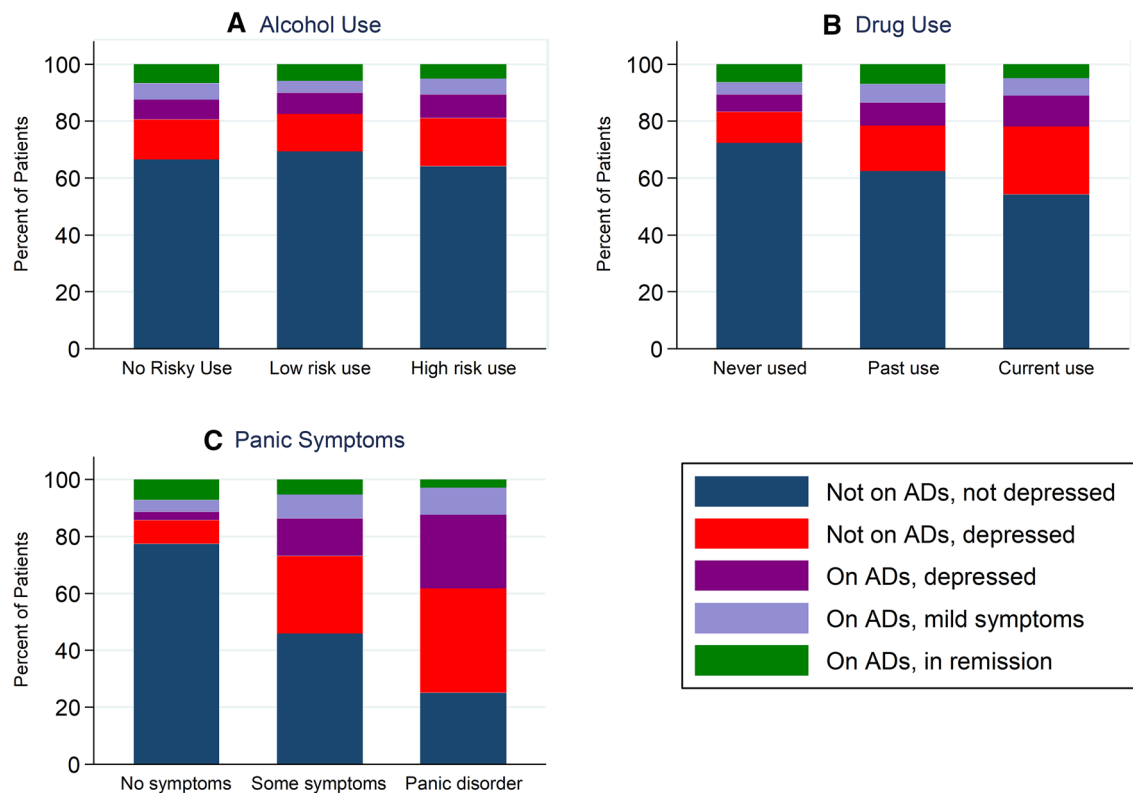 A Alcohol Use
Percent of Patients
100
80
60
40
20
0
No Risky Use
Low risk use
High risk use
B Drug Use
Percent of Patients
100
80
60
40
20
0
Never used
Past use
Current use
C Panic Symptoms
Percent of Patients
100
80
60
40
20
0
No symptoms
Some symptoms
Panic disorder
Not on ADs, not depressed
Not on ADs, depressed
On ADs, depressed
On ADs, mild symptoms
On ADs, in remission